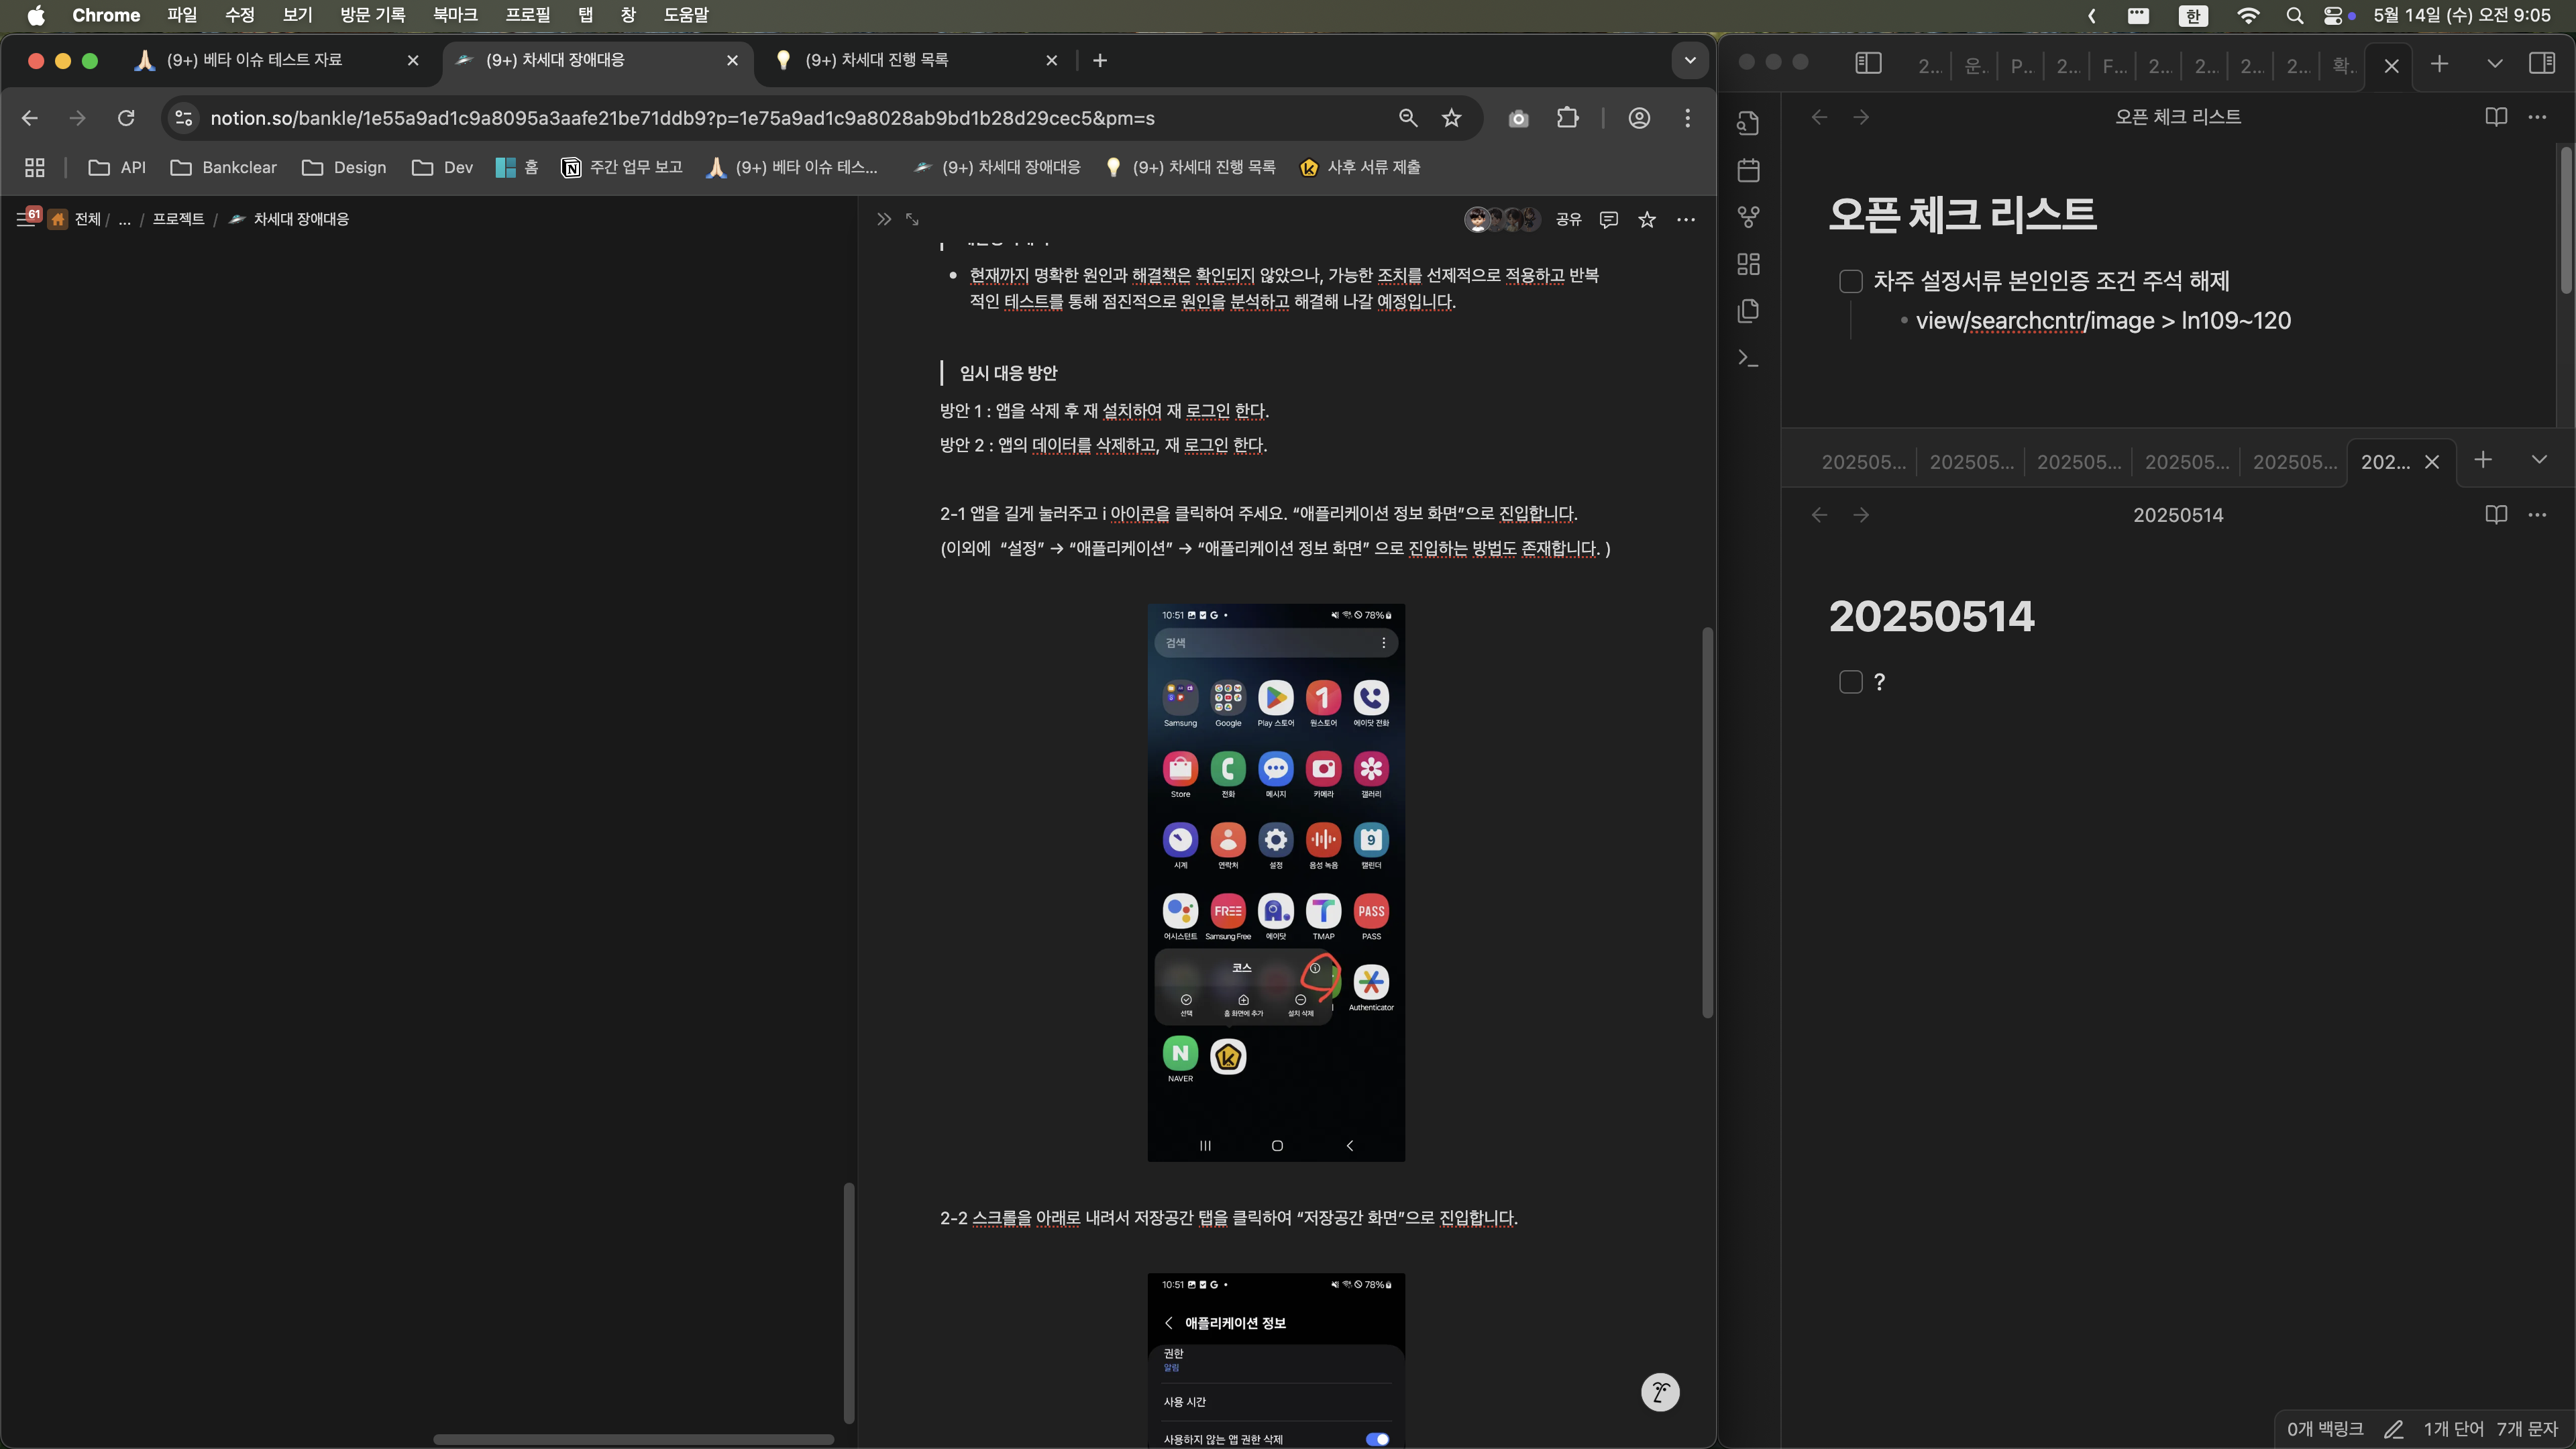 Chrome 파일 수정 보기 방문 기록 북마크 프로필 탭 창 도움말
한 5월 14일 (수) 오전 9:05
(9+) 베타 이슈 테스트 자료
(9+) 차세대 장애대응
(9+) 차세대 진행 목록
notion.so/bankle/1e55a9ad1c9a8095a3aafe21be71ddb9?p=1e75a9ad1c9a8028ab9bd1b28d29cec5&pm=s
API Bankclear Design Dev 홈 주간 업무 보고 (9+) 베타 이슈 테스... (9+) 차세대 장애대응 (9+) 차세대 진행 목록 사후 서류 제출
61 전체 / ... / 프로젝트 / 차세대 장애대응
공유
현재까지 명확한 원인과 해결책은 확인되지 않았으나, 가능한 조치를 선제적으로 적용하고 반복
적인 테스트를 통해 점진적으로 원인을 분석하고 해결해 나갈 예정입니다.
임시 대응 방안
방안 1 : 앱을 삭제 후 재 설치하여 재 로그인 한다.
방안 2 : 앱의 데이터를 삭제하고, 재 로그인 한다.
2-1 앱을 길게 눌러주고 i 아이콘을 클릭하여 주세요. “애플리케이션 정보 화면”으로 진입합니다.
(이외에 “설정” → “애플리케이션” → “애플리케이션 정보 화면” 으로 진입하는 방법도 존재합니다. )
10:51 G 78%
검색
Samsung Google Play 스토어 원스토어 에이닷 전화
Store 전화 메시지 카메라 갤러리
9
시계 연락처 설정 음성 녹음 캘린더
FREE PASS
어시스턴트 Samsung Free 에이닷 TMAP PASS
코스
선택 홈 화면에 추가 설치 삭제
Authenticator
N
NAVER
2-2 스크롤을 아래로 내려서 저장공간 탭을 클릭하여 “저장공간 화면”으로 진입합니다.
10:51 G 78%
애플리케이션 정보
권한
알림
사용 시간
사용하지 않는 앱 권한 삭제
2... 운.. P... 2... F... 2... 2... 2... 2... 확..
오픈 체크 리스트
오픈 체크 리스트
차주 설정서류 본인인증 조건 주석 해제
view/searchcntr/image > ln109~120
202505... 202505... 202505... 202505... 202505... 202...
20250514
20250514
?
0개 백링크 1개 단어 7개 문자